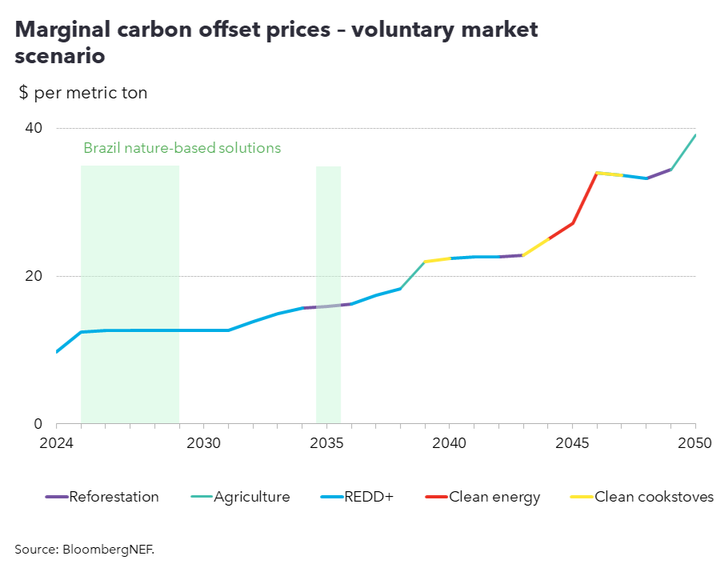 Marginal carbon offset prices – voluntary market
scenario
$ per metric ton
40
Brazil nature-based solutions
20
0
2024 2030 2035 2040 2045 2050
Reforestation Agriculture REDD+ Clean energy Clean cookstoves
Source: BloombergNEF.